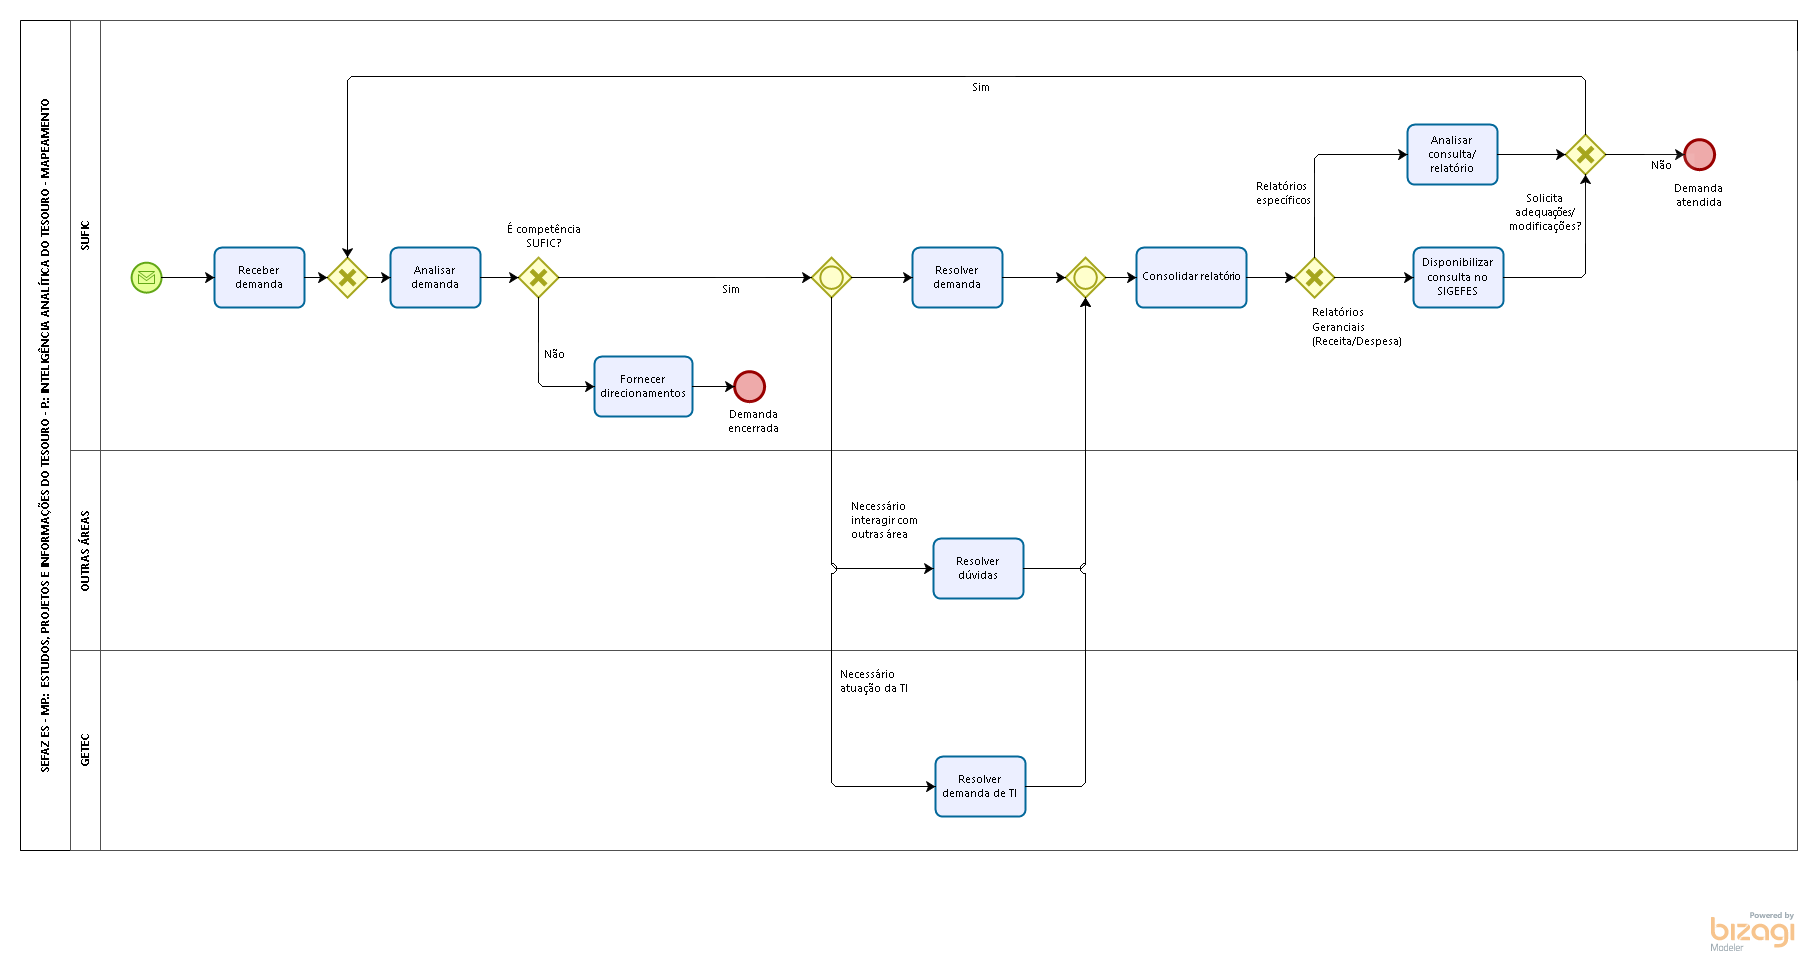 SEFAZ ES - MP.: ESTUDOS, PROJETOS E INFORMAÇÕES DO TESOURO - P.: INTELIGÊNCIA ANALÍTICA DO TESOURO - MAPEAMENTO
SUFIC
Sim
Receber
demanda
Analisar
demanda
É competência
SUFIC?
Sim
Não
Fornecer
direcionamentos
Demanda
encerrada
Resolver
demanda
Consolidar relatório
Relatórios
específicos
Relatórios
Geranciais
(Receita/Despesa)
Analisar
consulta/
relatório
Disponibilizar
consulta no
SIGEFES
Solicita
adequações/
modificações?
Não
Demanda
atendida
OUTRAS ÁREAS
Necessário
interagir com
outras área
Resolver
dúvidas
GETEC
Necessário
atuação da TI
Resolver
demanda de TI
Powered by
bizagi
Modeler